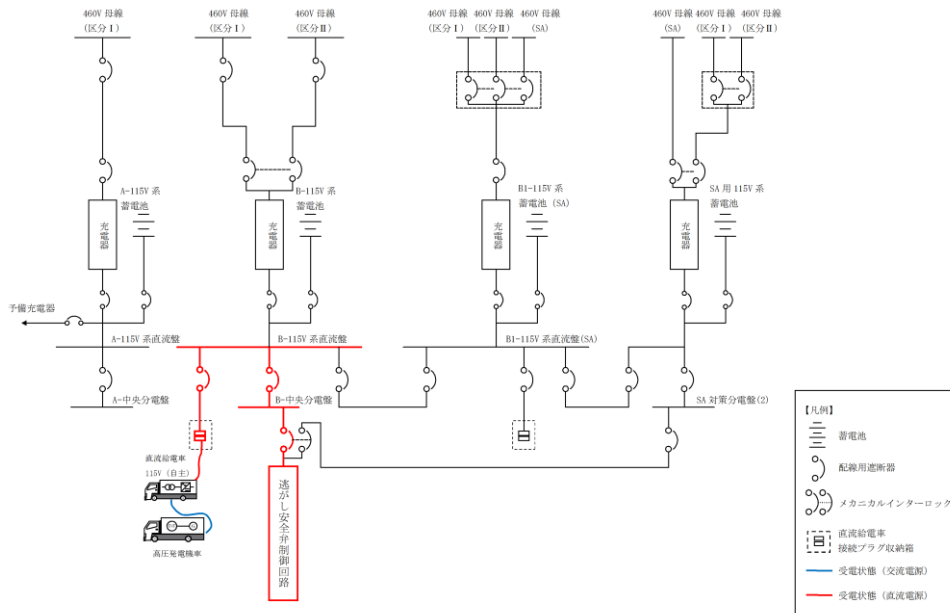 460V 母線
(区分Ⅰ)
460V 母線
(区分Ⅰ)
460V 母線
(区分Ⅱ)
460V 母線
(区分Ⅰ)
460V 母線
(区分Ⅱ)
460V 母線
(SA)
460V 母線
(SA)
460V 母線
(区分Ⅰ)
460V 母線
(区分Ⅱ)
A-115V 系
蓄電池
充電器
B-115V 系
蓄電池
充電器
B1-115V 系
蓄電池 (SA)
充電器
SA 用 115V 系
蓄電池
充電器
予備充電器
A-115V 系直流盤
B-115V 系直流盤
B1-115V 系直流盤(SA)
A-中央分電盤
B-中央分電盤
SA 対策分電盤(2)
直流給電車
115V (自主)
高圧発電機車
逃がし安全弁制御回路
【凡例】
蓄電池
配線用遮断器
メカニカルインターロック
直流給電車
接続プラグ収納箱
受電状態 (交流電源)
受電状態 (直流電源)